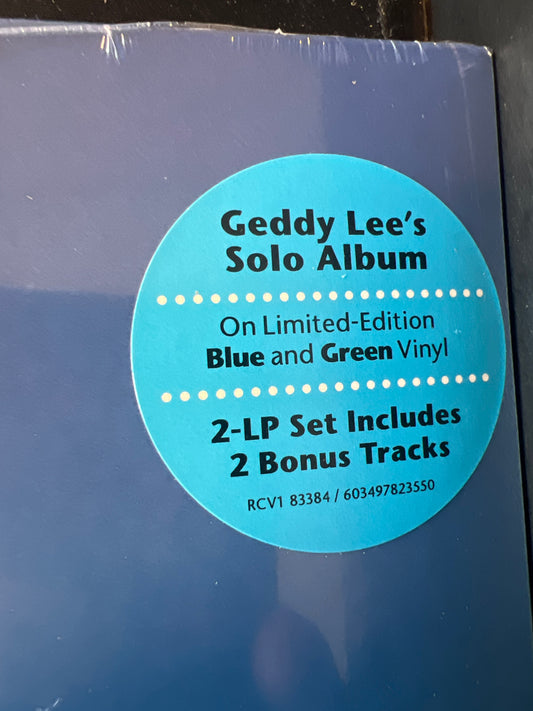 Geddy Lee's
Solo Album
On Limited-Edition
Blue and Green Vinyl
2-LP Set Includes
2 Bonus Tracks
RCV1 83384 / 603497823550